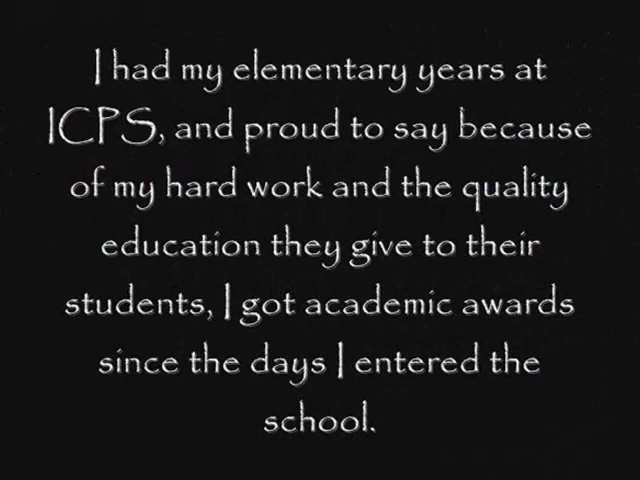 I had my elementary years at
ICPS, and proud to say because
of my hard work and the quality
education they give to their
students, I got academic awards
since the days I entered the
school.